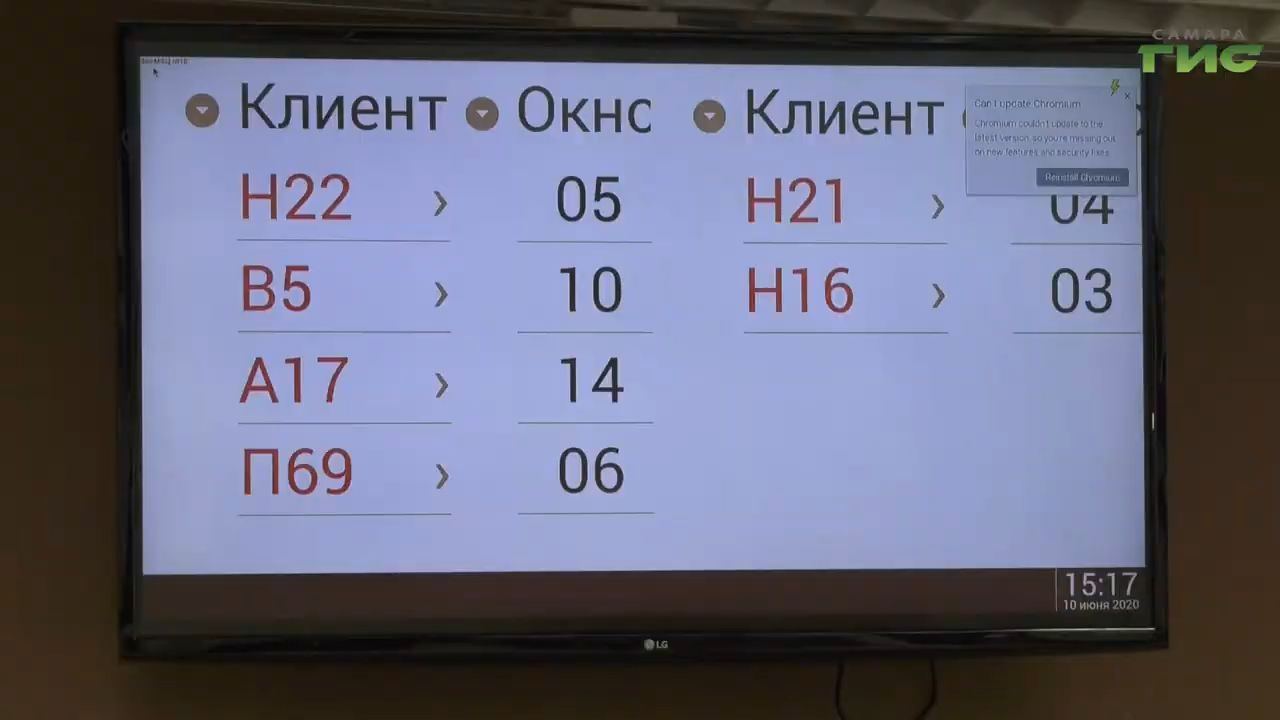 САМАРА
ГИС
Клиент Окно Клиент
Can't update Chromium
Chromium couldn't update to the
latest version, so you're missing out
on new features and security fixes.
Reinstall Chromium
Н22 › 05 Н21 › 04
В5 › 10 Н16 › 03
А17 › 14
П69 › 06
15:17
10 июня 2020
LG